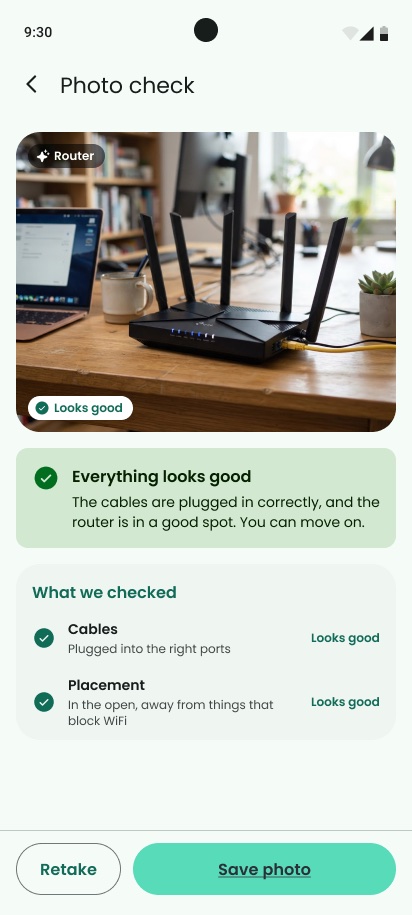 9:30
Photo check
Router
Looks good
Everything looks good
The cables are plugged in correctly, and the
router is in a good spot. You can move on.
What we checked
Cables
Plugged into the right ports
Looks good
Placement
In the open, away from things that
block WiFi
Looks good
Retake
Save photo